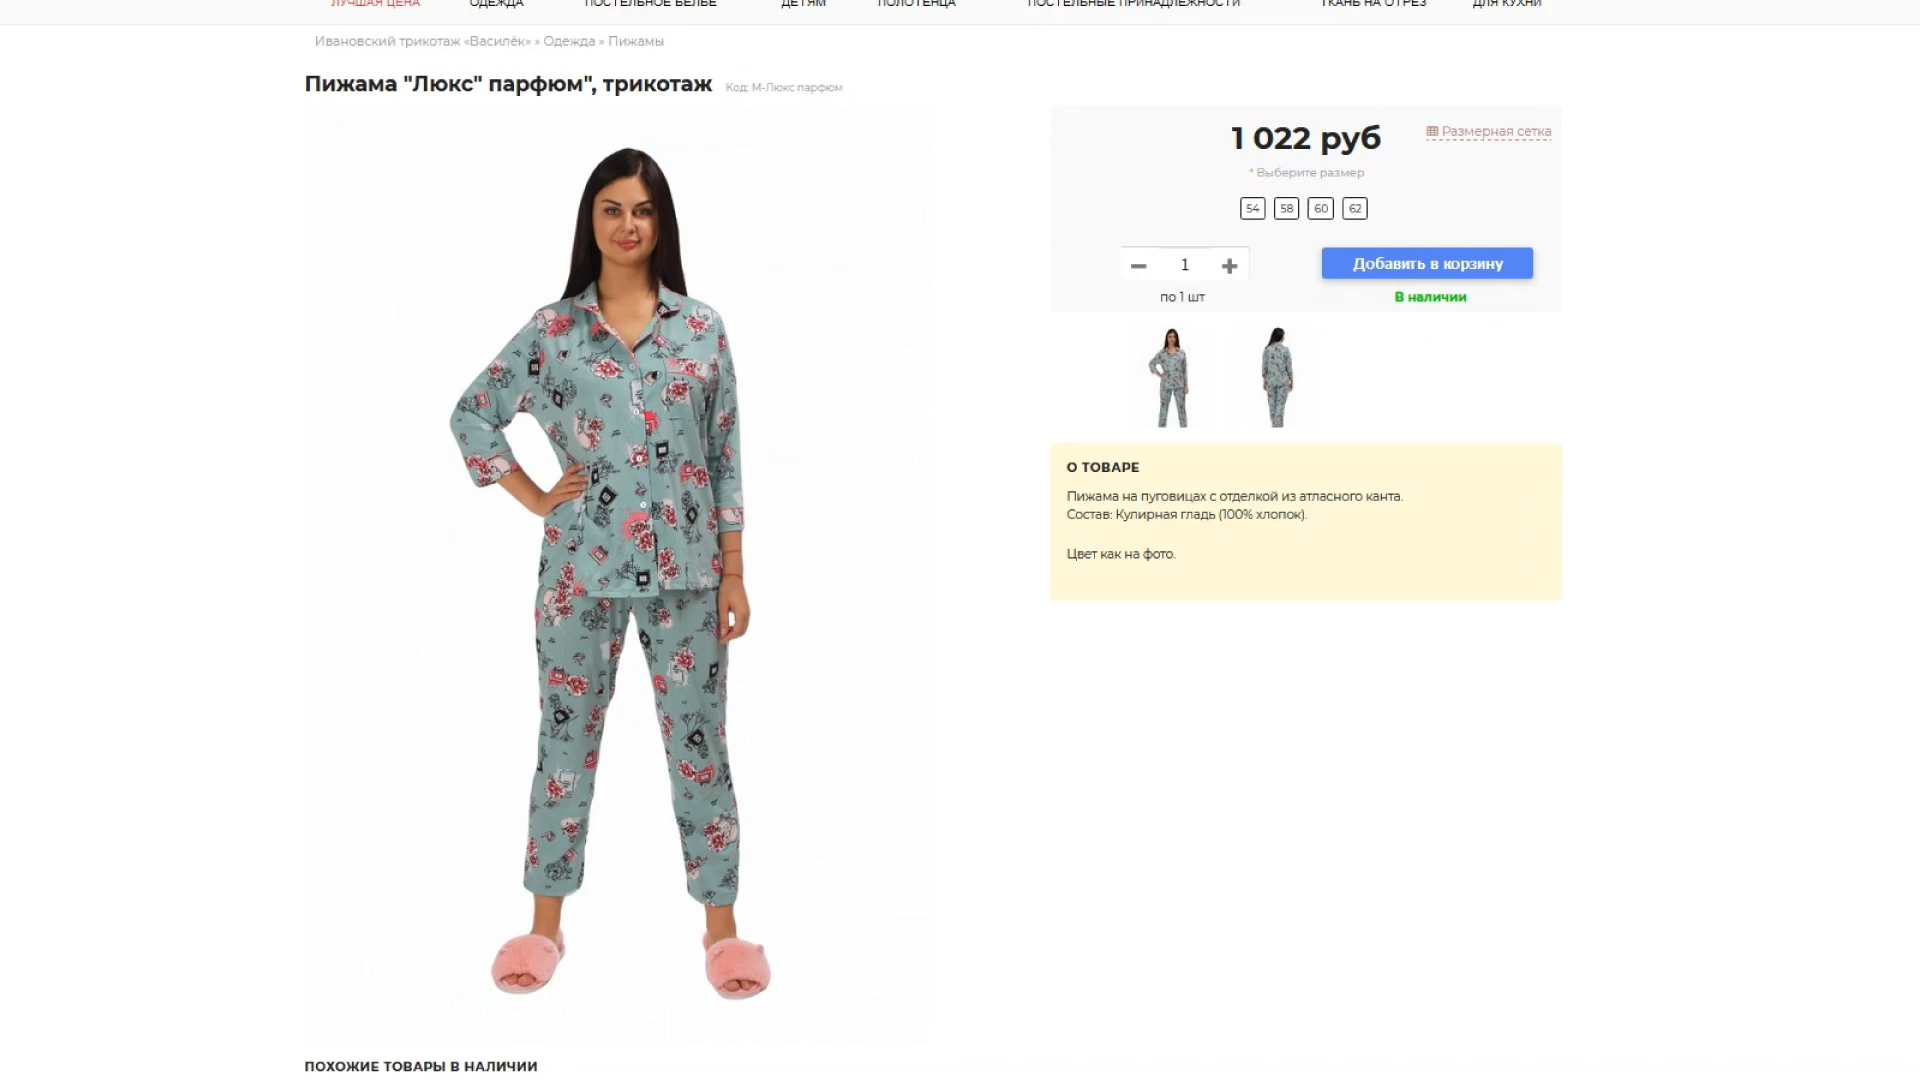 ЛУЧШАЯ ЦЕНА ОДЕЖДА ПОСТЕЛЬНОЕ БЕЛЬЕ ДЕТЯМ ПОЛОТЕНЦА ПОСТЕЛЬНЫЕ ПРИНАДЛЕЖНОСТИ ТКАНЬ НА ОТРЕЗ ДЛЯ КУХНИ
Ивановский трикотаж «Василёк» » Одежда » Пижамы
Пижама "Люкс" парфюм", трикотаж Код: М-Люкс парфюм
1 022 руб
Размерная сетка
* Выберите размер
54 58 60 62
1
Добавить в корзину
по 1 шт
В наличии
О ТОВАРЕ
Пижама на пуговицах с отделкой из атласного канта.
Состав: Кулирная гладь (100% хлопок).
Цвет как на фото.
ПОХОЖИЕ ТОВАРЫ В НАЛИЧИИ